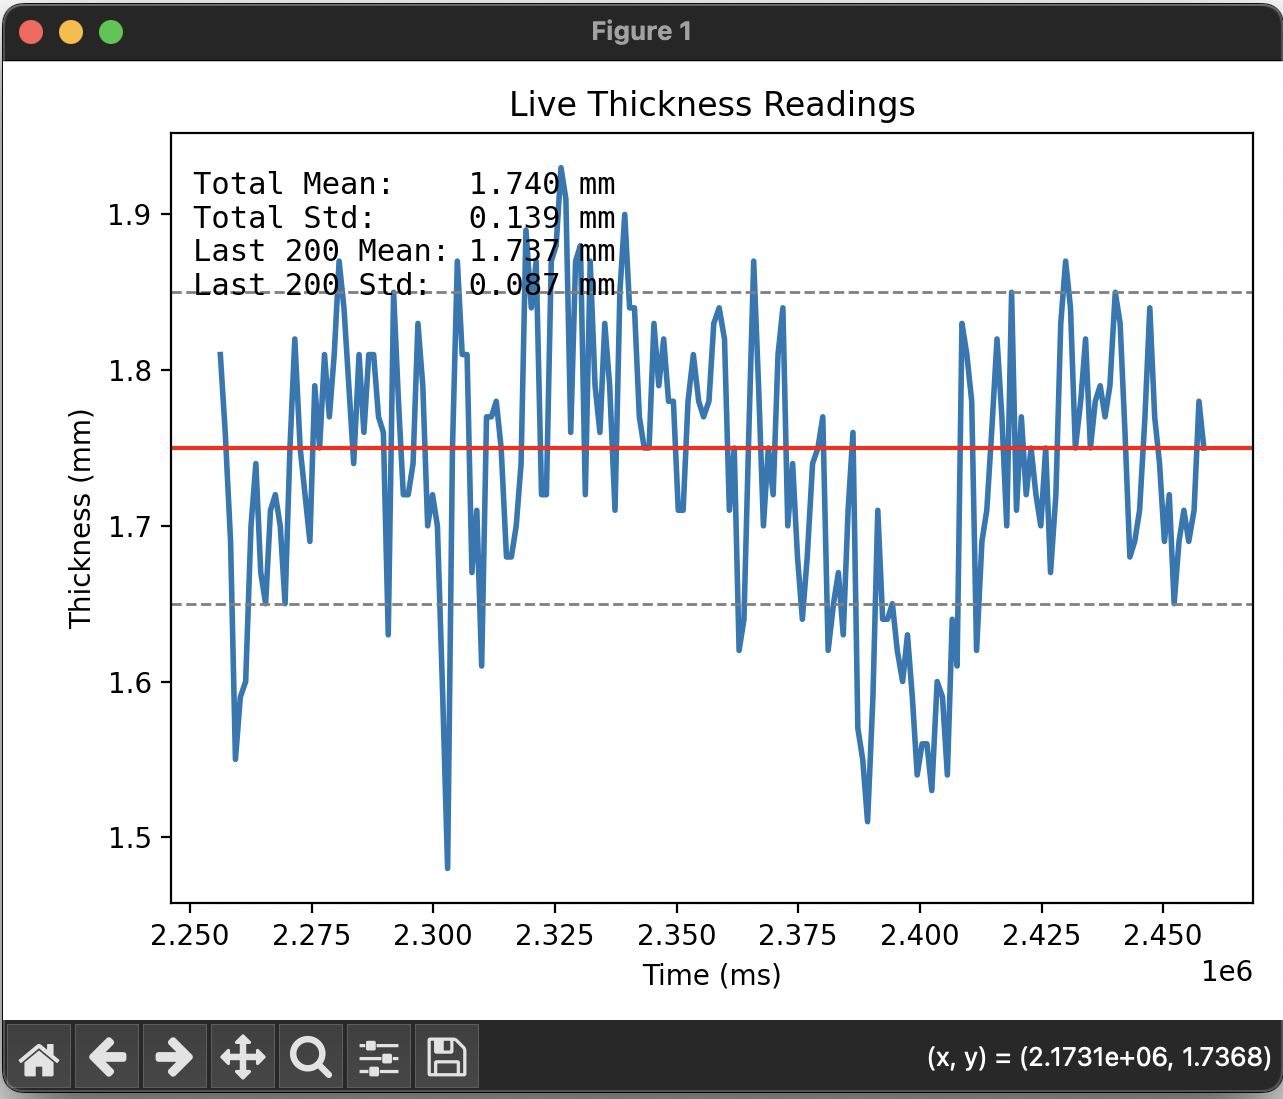 Figure 1
Live Thickness Readings
Total Mean:    1.740 mm
Total Std:     0.139 mm
Last 200 Mean: 1.737 mm
Last 200 Std:  0.087 mm
1.9
1.8
1.7
1.6
1.5
Thickness (mm)
2.250 2.275 2.300 2.325 2.350 2.375 2.400 2.425 2.450
Time (ms)
1e6
(x, y) = (2.1731e+06, 1.7368)